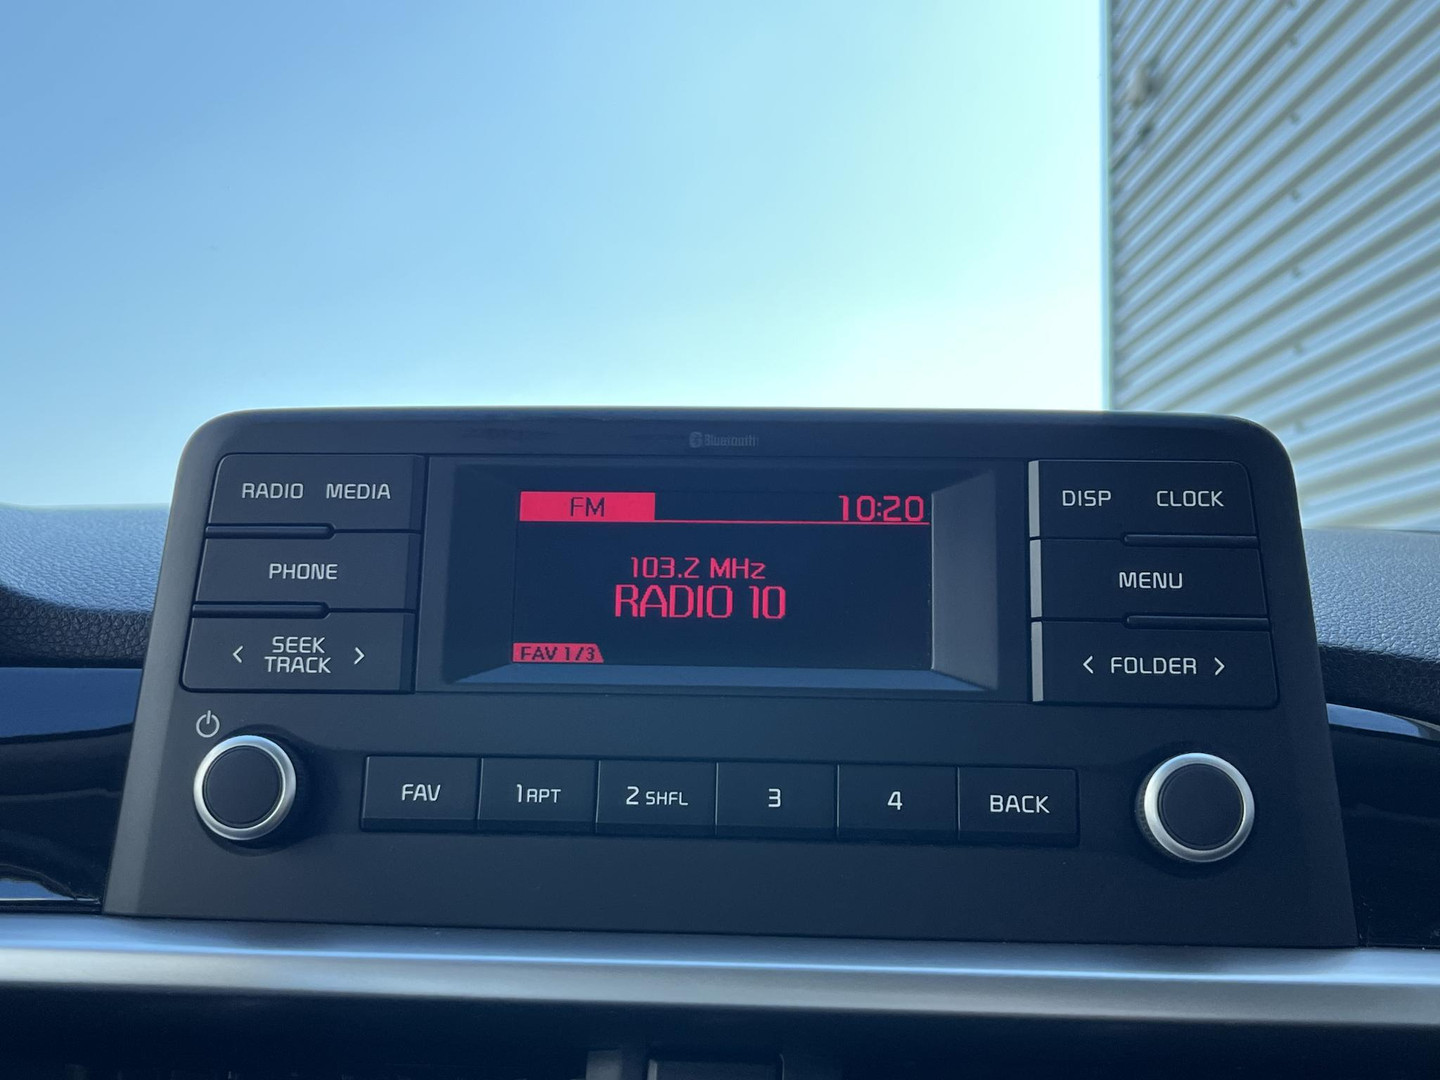 Bluetooth
RADIO MEDIA
PHONE
< SEEK TRACK >
FM 10:20
103.2 MHz
RADIO 10
FAV 1/3
DISP CLOCK
MENU
< FOLDER >
FAV 1 RPT 2 SHFL 3 4 BACK